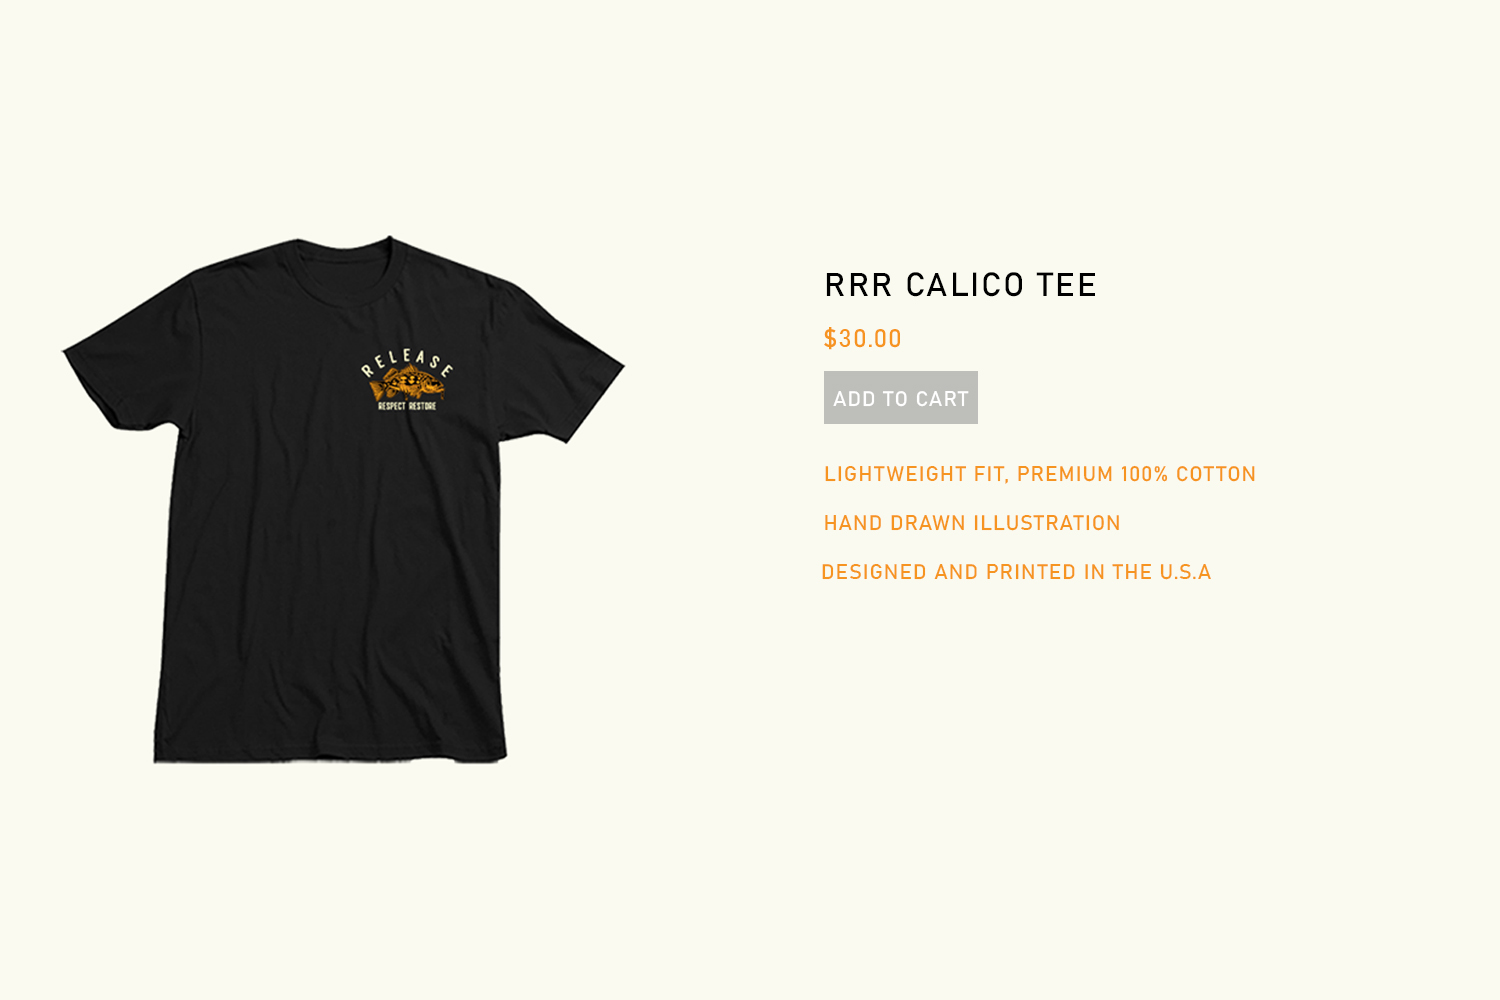 RELEASE
RESPECT RESTORE
RRR CALICO TEE
$30.00
ADD TO CART
LIGHTWEIGHT FIT, PREMIUM 100% COTTON
HAND DRAWN ILLUSTRATION
DESIGNED AND PRINTED IN THE U.S.A